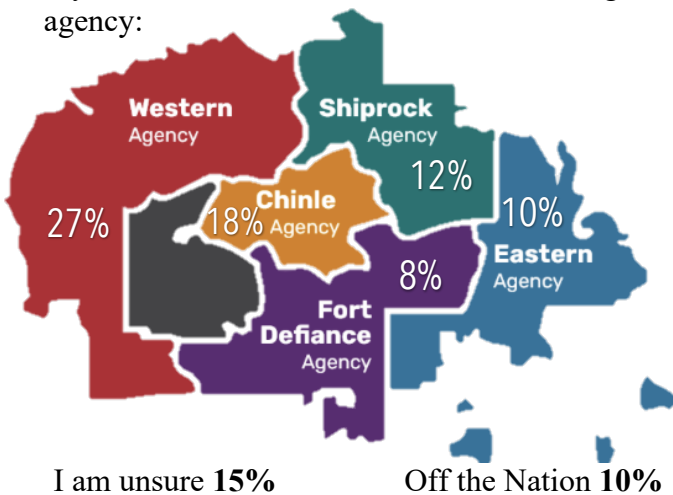 agency:
Western
Agency
27%
Shiprock
Agency
12%
Chinle
18% Agency
10%
Eastern
Agency
8%
Fort
Defiance
Agency
I am unsure 15% Off the Nation 10%